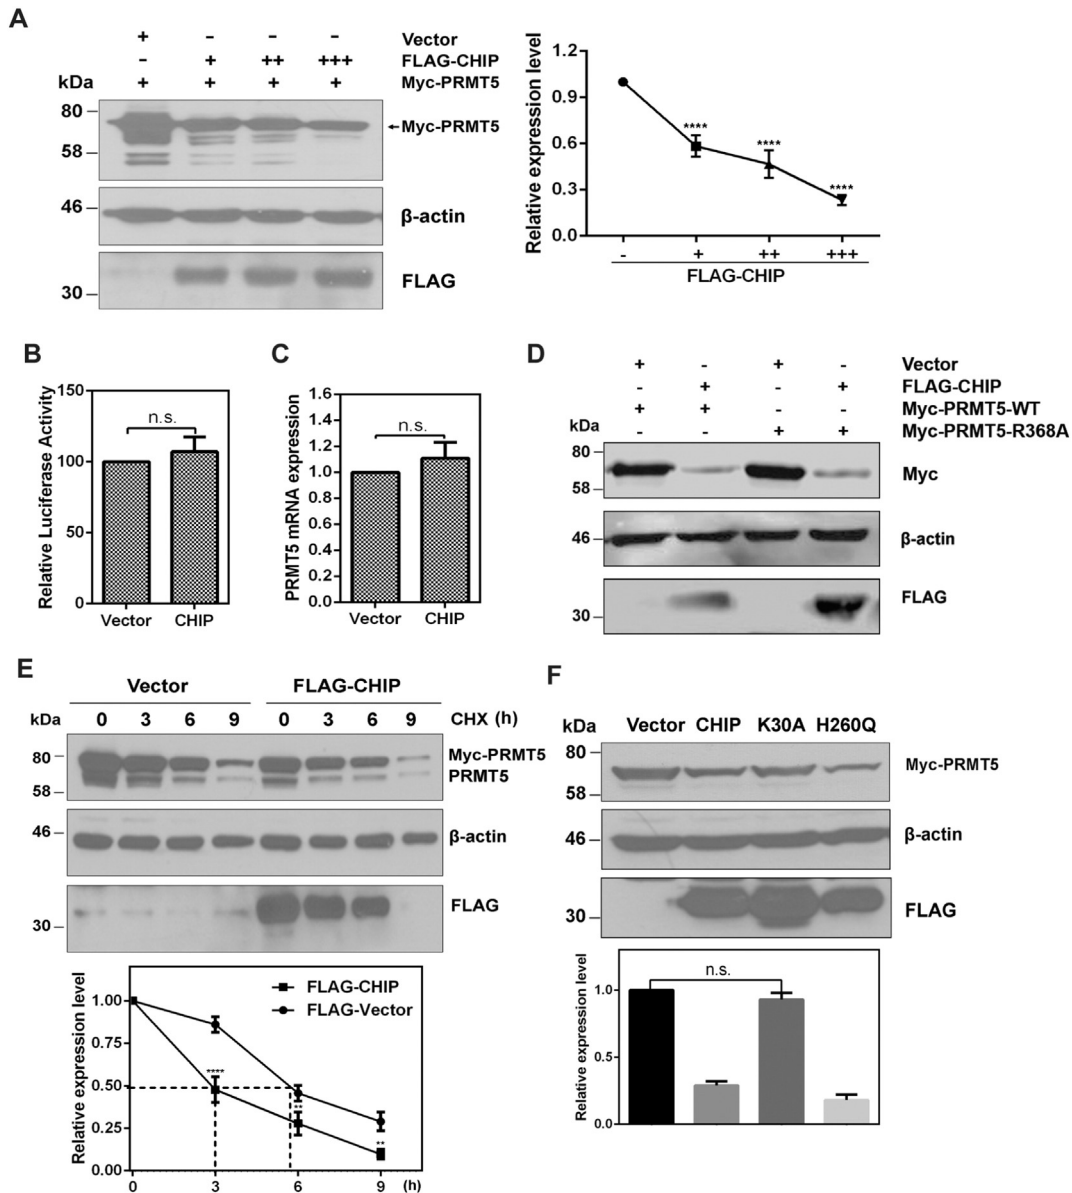 A
+ - - - Vector
- + ++ +++ FLAG-CHIP
kDa + + + + Myc-PRMT5
80
Myc-PRMT5
58
46
β-actin
FLAG
30
Relative expression level
1.2
0.9
0.6
0.3
0.0
****
****
****
- + ++ +++
FLAG-CHIP
B
Relative Luciferase Activity
150
100
50
0
n.s.
Vector CHIP
C
PRMT5 mRNA expression
1.6
1.4
1.2
1.0
0.8
0.6
0.4
0.2
0.0
n.s.
Vector CHIP
D
+ - + - Vector
- + - + FLAG-CHIP
+ + - - Myc-PRMT5-WT
- - + + Myc-PRMT5-R368A
kDa
80
Myc
58
46
β-actin
FLAG
30
E
Vector FLAG-CHIP
kDa 0 3 6 9 0 3 6 9 CHX (h)
80 Myc-PRMT5
PRMT5
58
46
β-actin
FLAG
30
Relative expression level
1.00
0.75
0.50
0.25
0.00
FLAG-CHIP
FLAG-Vector
****
**
**
0 3 6 9 (h)
F
kDa Vector CHIP K30A H260Q
80
Myc-PRMT5
58
46
β-actin
30
FLAG
Relative expression level
1.0
0.5
0.0
n.s.